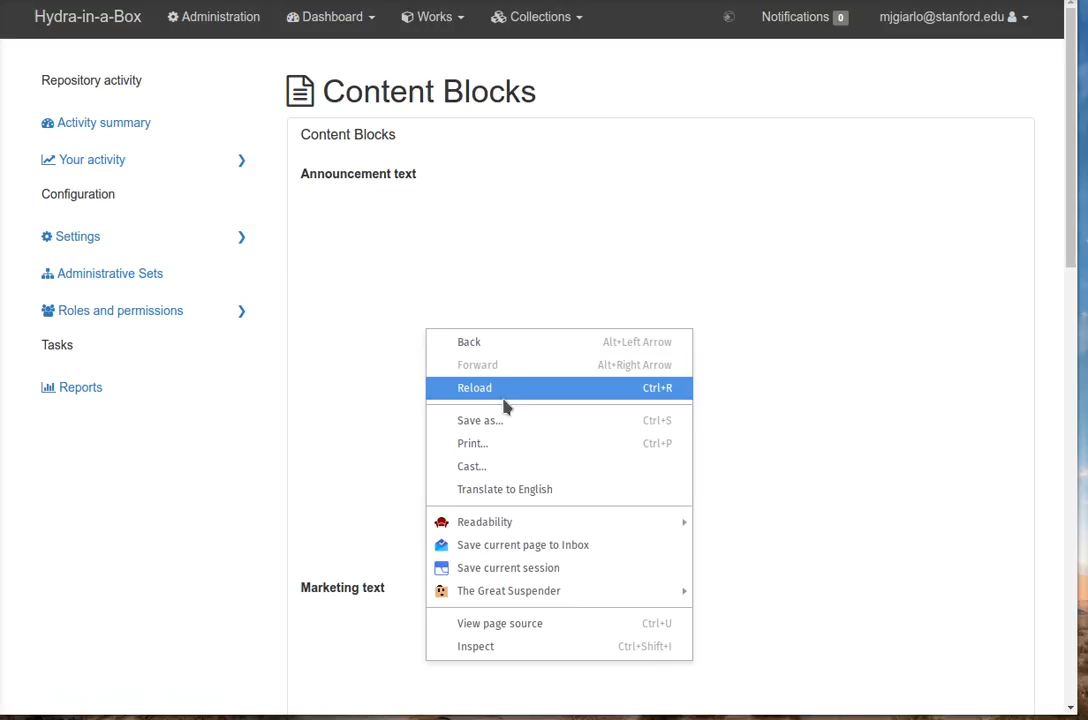 Hydra-in-a-Box Administration Dashboard Works Collections Notifications 0 mjgiarlo@stanford.edu
Repository activity
Activity summary
Your activity
Configuration
Settings
Administrative Sets
Roles and permissions
Tasks
Reports
Content Blocks
Content Blocks
Announcement text
Back Alt+Left Arrow
Forward Alt+Right Arrow
Reload Ctrl+R
Save as... Ctrl+S
Print... Ctrl+P
Cast...
Translate to English
Readability
Save current page to Inbox
Save current session
The Great Suspender
View page source Ctrl+U
Inspect Ctrl+Shift+I
Marketing text